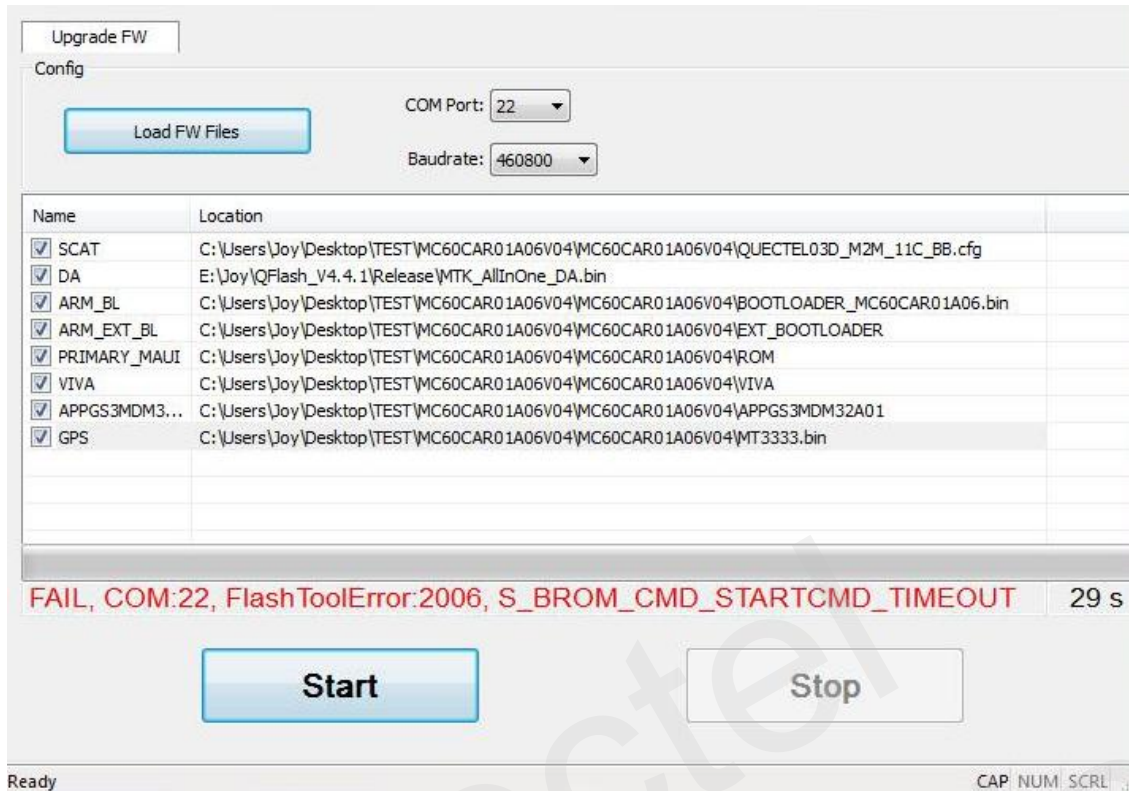 Upgrade FW
Config
Load FW Files
COM Port: 22
Baudrate: 460800
Name Location
SCAT C:\Users\Joy\Desktop\TEST\MC60CAR01A06V04\MC60CAR01A06V04\QUECTEL03D_M2M_11C_BB.cfg
DA E:\Joy\QFlash_V4.4.1\Release\MTK_AllInOne_DA.bin
ARM_BL C:\Users\Joy\Desktop\TEST\MC60CAR01A06V04\MC60CAR01A06V04\BOOTLOADER_MC60CAR01A06.bin
ARM_EXT_BL C:\Users\Joy\Desktop\TEST\MC60CAR01A06V04\MC60CAR01A06V04\EXT_BOOTLOADER
PRIMARY_MAUI C:\Users\Joy\Desktop\TEST\MC60CAR01A06V04\MC60CAR01A06V04\ROM
VIVA C:\Users\Joy\Desktop\TEST\MC60CAR01A06V04\MC60CAR01A06V04\VIVA
APPGS3MDM3... C:\Users\Joy\Desktop\TEST\MC60CAR01A06V04\MC60CAR01A06V04\APPGS3MDM32A01
GPS C:\Users\Joy\Desktop\TEST\MC60CAR01A06V04\MC60CAR01A06V04\MT3333.bin
FAIL, COM:22, FlashToolError:2006, S_BROM_CMD_STARTCMD_TIMEOUT 29 s
Start Stop
Ready CAP NUM SCRL
ctel